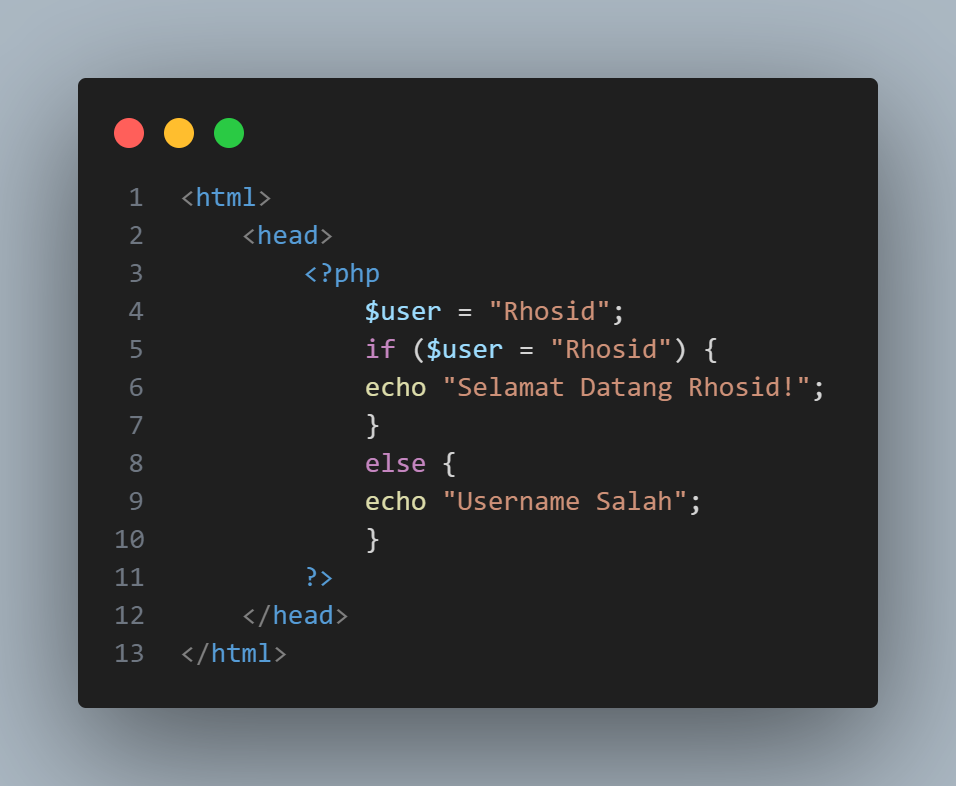 1 <html>
2     <head>
3         <?php
4             $user = "Rhosid";
5             if ($user = "Rhosid") {
6             echo "Selamat Datang Rhosid!";
7             }
8             else {
9             echo "Username Salah";
10             }
11         ?>
12     </head>
13 </html>